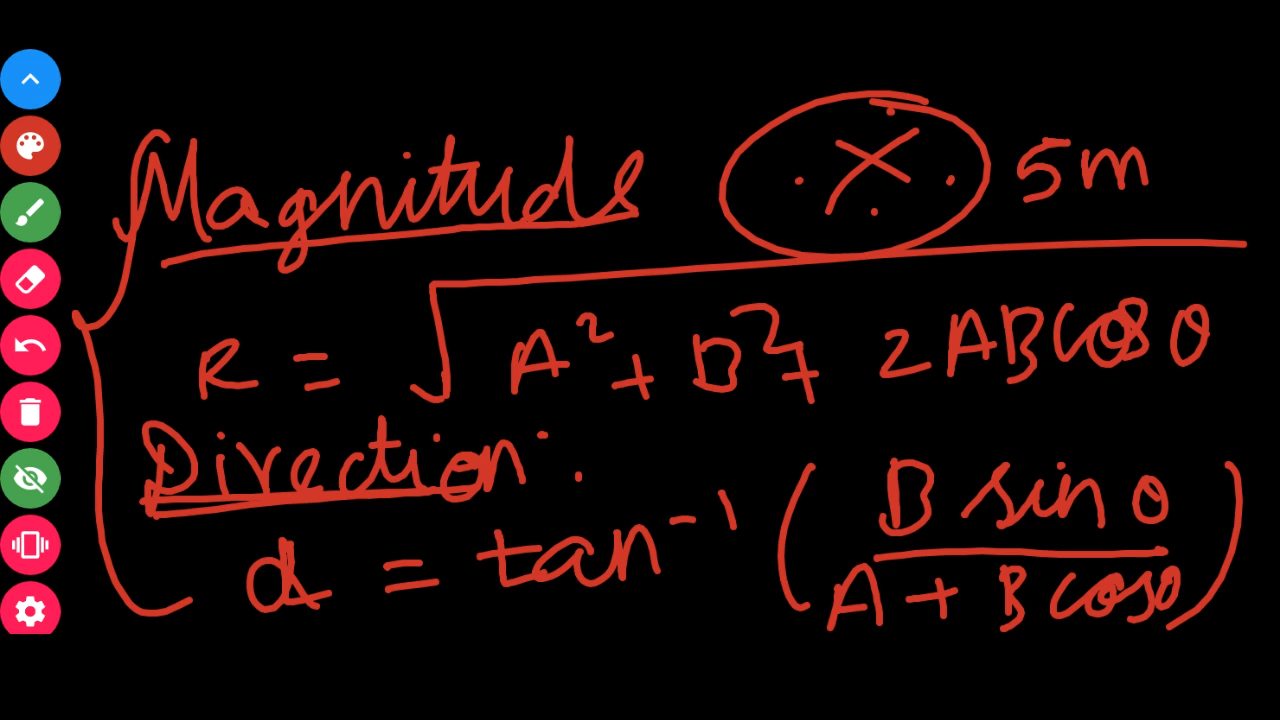 Magnitude
5m
R = √A² + B² + 2ABcosθ
Direction:
α = tan⁻¹ (B sinθ / A + B cosθ)